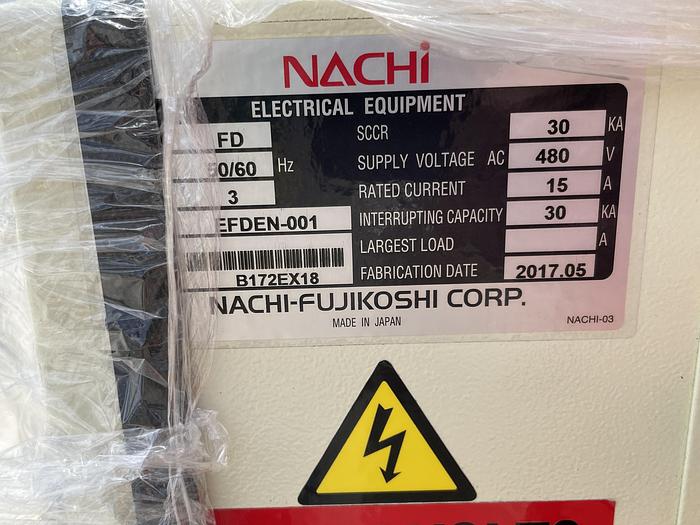 NACHI
ELECTRICAL EQUIPMENT
FD SCCR 30 KA
50/60 Hz SUPPLY VOLTAGE AC 480 V
3 RATED CURRENT 15 A
EFDEN-001 INTERRUPTING CAPACITY 30 KA
LARGEST LOAD A
B172EX18 FABRICATION DATE 2017.05
NACHI-FUJIKOSHI CORP.
MADE IN JAPAN NACHI-03